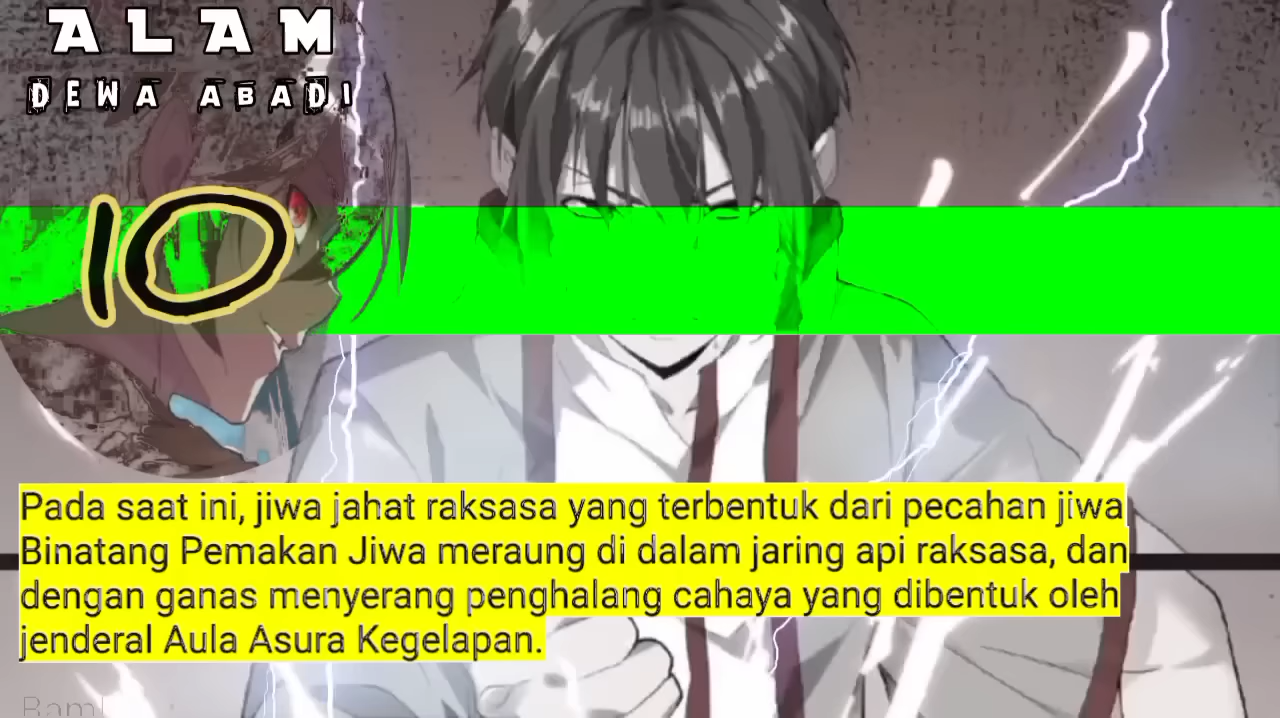 ALAM
DEWA ABADI
10
Pada saat ini, jiwa jahat raksasa yang terbentuk dari pecahan jiwa
Binatang Pemakan Jiwa meraung di dalam jaring api raksasa, dan
dengan ganas menyerang penghalang cahaya yang dibentuk oleh
jenderal Aula Asura Kegelapan.